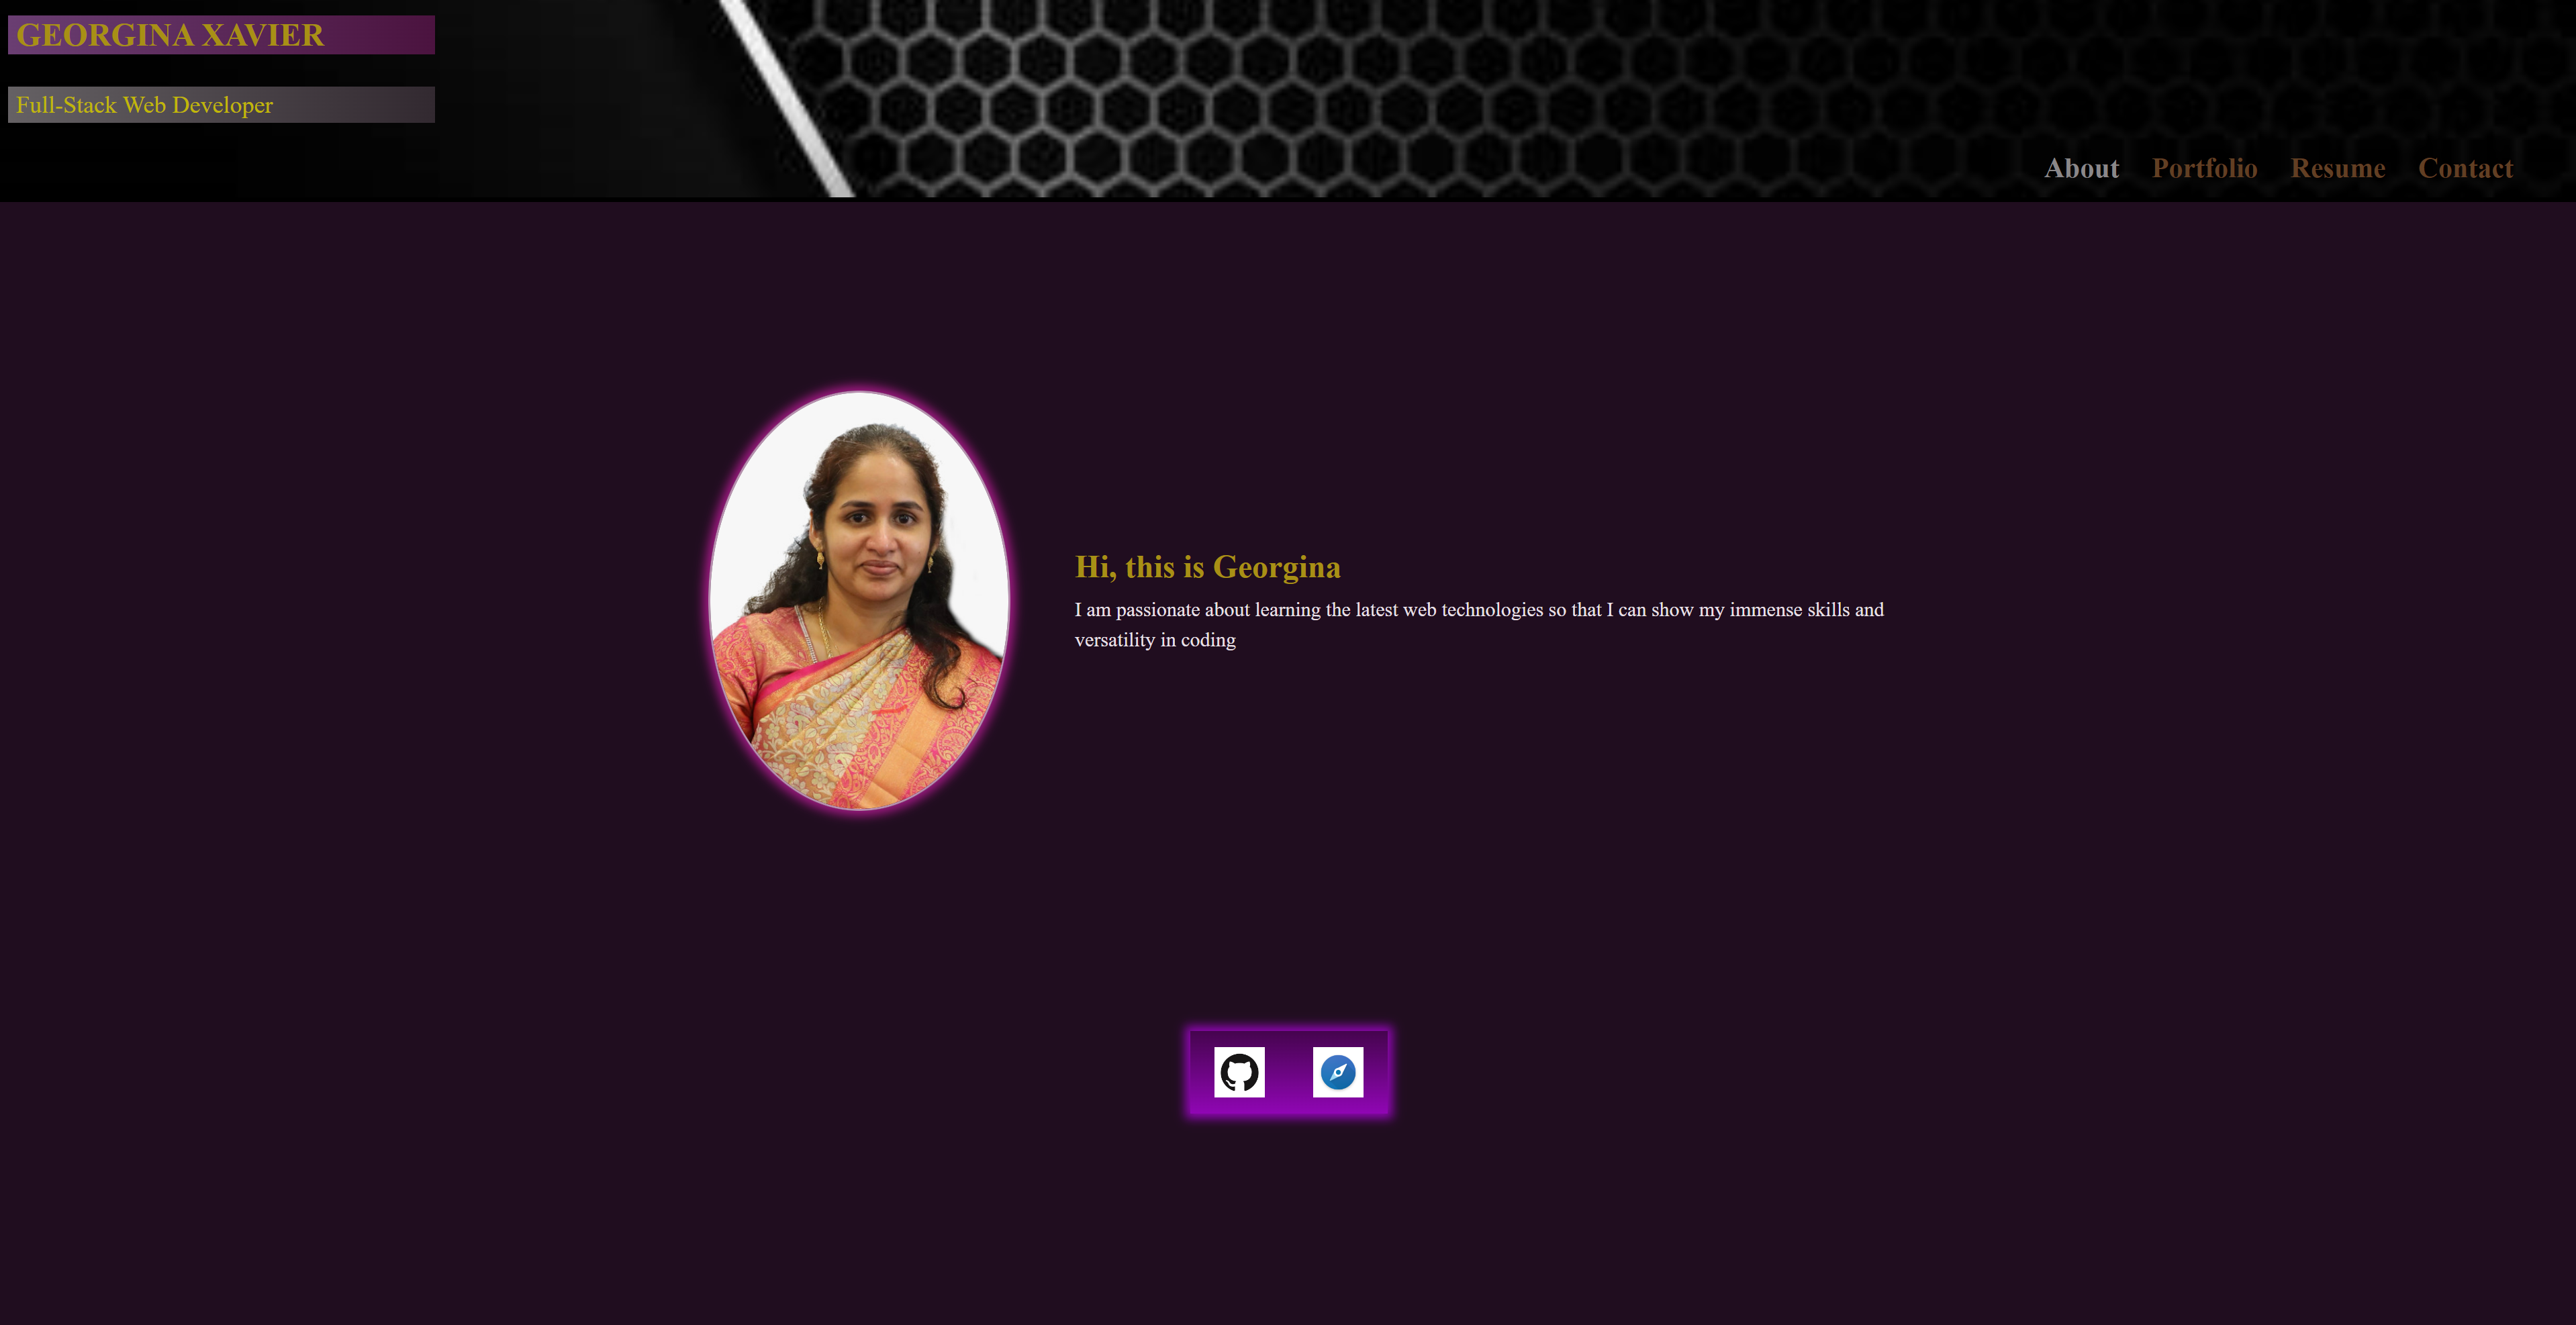 GEORGINA XAVIER
Full-Stack Web Developer
About Portfolio Resume Contact
Hi, this is Georgina
I am passionate about learning the latest web technologies so that I can show my immense skills and
versatility in coding